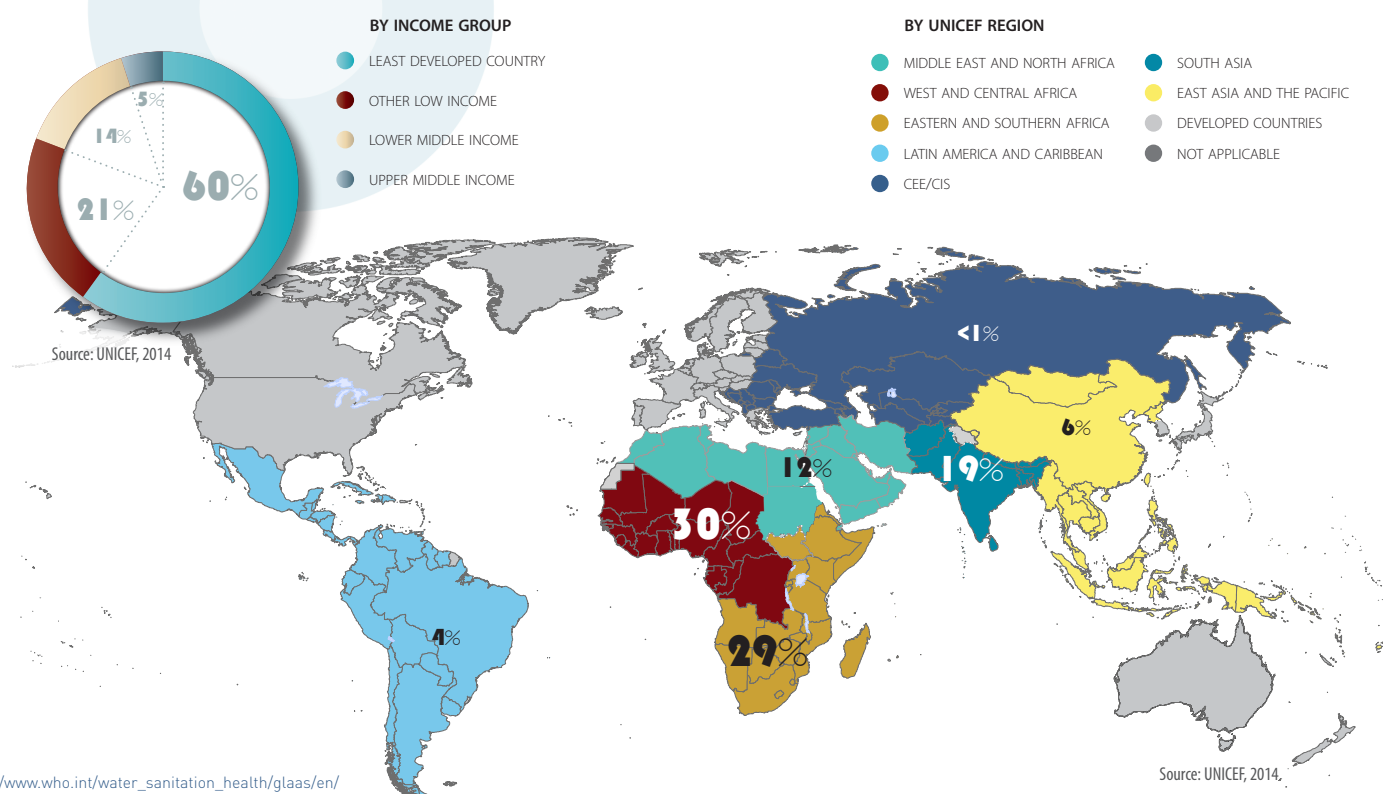 BY INCOME GROUP
LEAST DEVELOPED COUNTRY
OTHER LOW INCOME
LOWER MIDDLE INCOME
UPPER MIDDLE INCOME
BY UNICEF REGION
MIDDLE EAST AND NORTH AFRICA
WEST AND CENTRAL AFRICA
EASTERN AND SOUTHERN AFRICA
LATIN AMERICA AND CARIBBEAN
CEE/CIS
SOUTH ASIA
EAST ASIA AND THE PACIFIC
DEVELOPED COUNTRIES
NOT APPLICABLE
5%
14%
21%
60%
Source: UNICEF, 2014
<1%
6%
12%
19%
30%
4%
29%
/www.who.int/water_sanitation_health/glaas/en/
Source: UNICEF, 2014